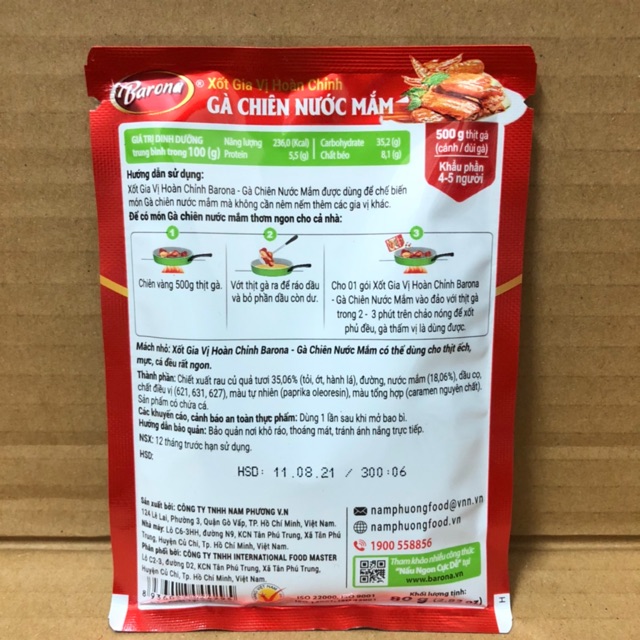 Barona ®
Xốt Gia Vị Hoàn Chỉnh
GÀ CHIÊN NƯỚC MẮM
500 g thịt gà
(cánh / đùi gà)
Khẩu phần
4-5 người
GIÁ TRỊ DINH DƯỠNG
trung bình trong 100 (g)
Năng lượng 236,0 (Kcal) Carbohydrate 35,2 (g)
Protein 5,5 (g) Chất béo 8,1 (g)
Hướng dẫn sử dụng:
Xốt Gia Vị Hoàn Chỉnh Barona - Gà Chiên Nước Mắm được dùng để chế biến
món Gà chiên nước mắm mà không cần nêm nếm thêm các gia vị khác.
Để có món Gà chiên nước mắm thơm ngon cho cả nhà:
1
Chiên vàng 500g thịt gà.
2
Vớt thịt gà ra để ráo dầu
và bỏ phần dầu còn dư.
3
Cho 01 gói Xốt Gia Vị Hoàn Chỉnh Barona
- Gà Chiên Nước Mắm vào đảo với thịt gà
trong 2 - 3 phút trên chảo nóng để xốt
phủ đều, gà thấm vị là dùng được.
Mách nhỏ: Xốt Gia Vị Hoàn Chỉnh Barona - Gà Chiên Nước Mắm có thể dùng cho thịt ếch,
mực, cá đều rất ngon.
Thành phần: Chiết xuất rau củ quả tươi 35,06% (tỏi, ớt, hành lá), đường, nước mắm (18,06%), dầu cọ,
chất điều vị (621, 631, 627), màu tự nhiên (paprika oleoresin), màu tổng hợp (caramen nguyên chất).
Sản phẩm có chứa cá.
Các khuyến cáo, cảnh báo an toàn thực phẩm: Dùng 1 lần sau khi mở bao bì.
Hướng dẫn bảo quản: Bảo quản nơi khô ráo, thoáng mát, tránh ánh nắng trực tiếp.
NSX: 12 tháng trước hạn sử dụng.
HSD:
HSD: 11.08.21 / 300:06
Sản xuất bởi: CÔNG TY TNHH NAM PHƯƠNG V.N
12A Lê Lai, Phường 3, Quận Gò Vấp, TP. Hồ Chí Minh, Việt Nam.
Nhà máy: Lô C6-3HH, đường N9, KCN Tân Phú Trung, Xã Tân Phú
Trung, Huyện Củ Chi, Tp. Hồ Chí Minh, Việt Nam.
Phân phối bởi: CÔNG TY TNHH INTERNATIONAL FOOD MASTER
Lô C2-3, đường D2, KCN Tân Phú Trung, Xã Tân Phú Trung,
Huyện Củ Chi, Tp. Hồ Chí Minh, Việt Nam
namphuongfood@vnn.vn
namphuongfood.vn
1900 558856
Tham khảo nhiều công thức
"Nấu Ngon Cực Dễ" tại
www.barona.vn
ISO 22000, ISO 9001
Khối lượng tịnh:
80 g
H